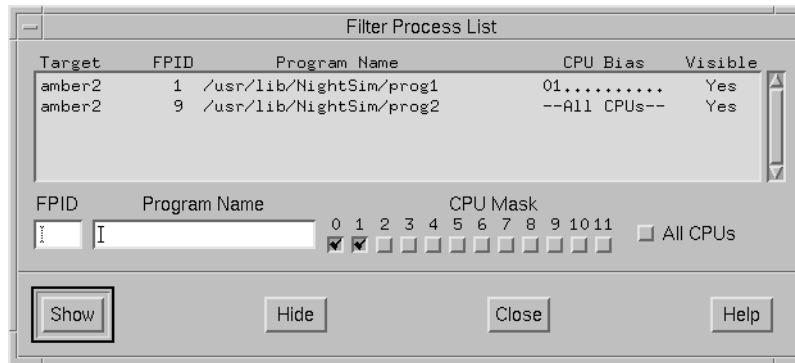 Filter Process List
Target FPID Program Name CPU Bias Visible
amber2 1 /usr/lib/NightSim/prog1 01.......... Yes
amber2 9 /usr/lib/NightSim/prog2 --All CPUs-- Yes
FPID Program Name CPU Mask
0 1 2 3 4 5 6 7 8 9 10 11
All CPUs
Show Hide Close Help